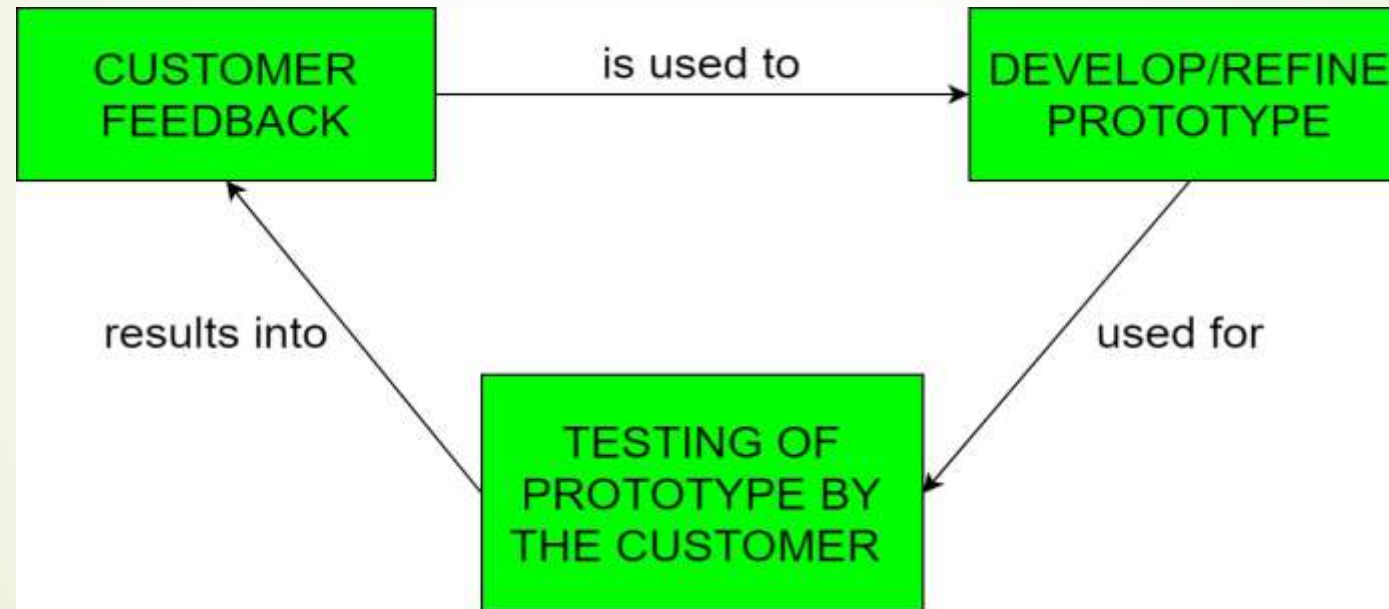 CUSTOMER
FEEDBACK
is used to
DEVELOP/REFINE
PROTOTYPE
results into
used for
TESTING OF
PROTOTYPE BY
THE CUSTOMER